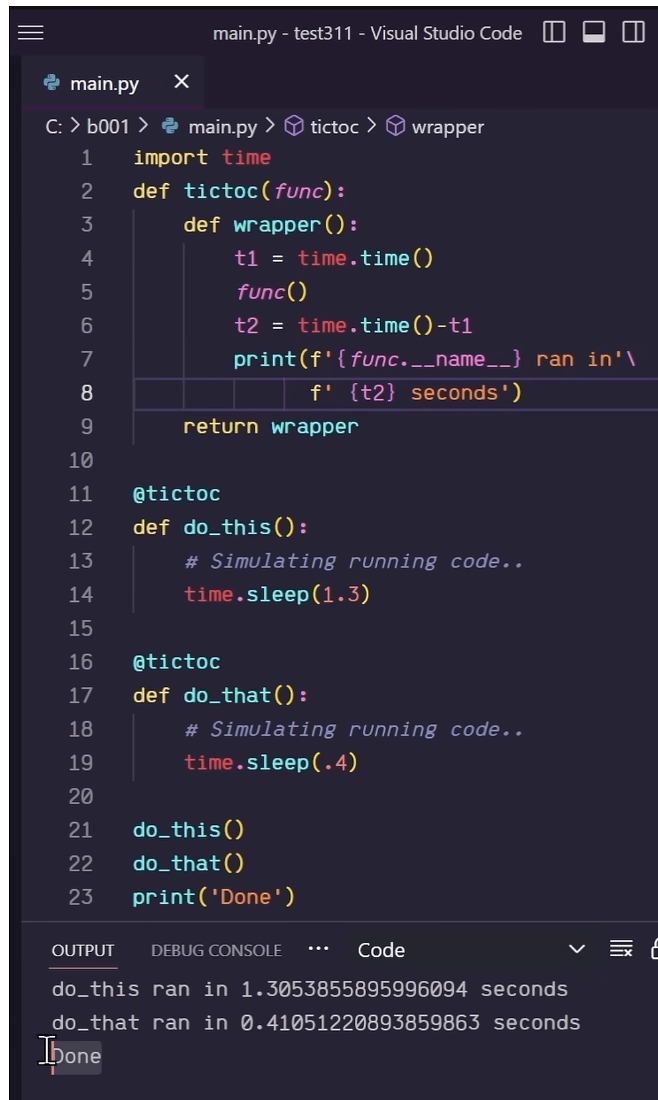 main.py - test311 - Visual Studio Code
main.py
C: > b001 > main.py > tictoc > wrapper
1 import time
2 def tictoc(func):
3     def wrapper():
4         t1 = time.time()
5         func()
6         t2 = time.time()-t1
7         print(f'{func.__name__} ran in'\
8               f' {t2} seconds')
9     return wrapper
10
11 @tictoc
12 def do_this():
13     # Simulating running code..
14     time.sleep(1.3)
15
16 @tictoc
17 def do_that():
18     # Simulating running code..
19     time.sleep(.4)
20
21 do_this()
22 do_that()
23 print('Done')
OUTPUT DEBUG CONSOLE ··· Code
do_this ran in 1.3053855895996094 seconds
do_that ran in 0.41051220893859863 seconds
Done